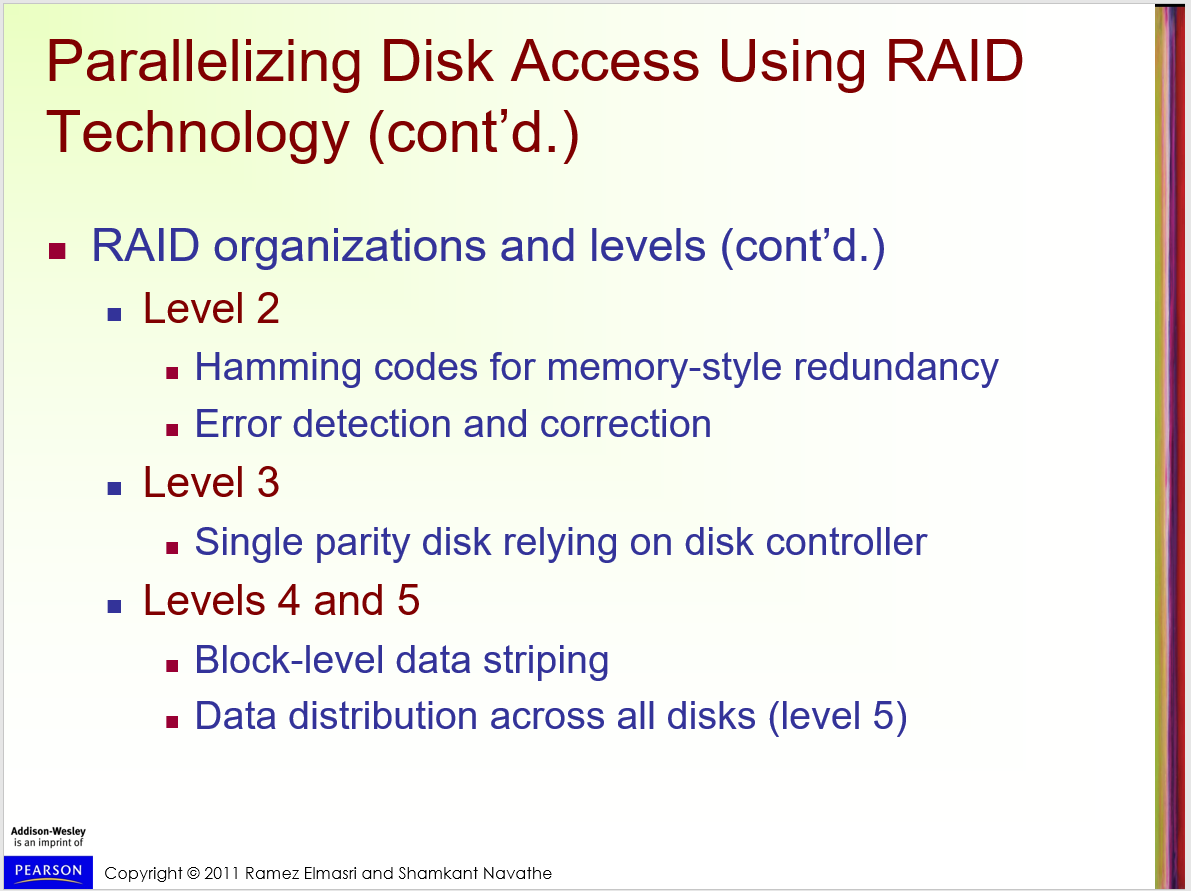 Parallelizing Disk Access Using RAID
Technology (cont’d.)
RAID organizations and levels (cont’d.)
Level 2
Hamming codes for memory-style redundancy
Error detection and correction
Level 3
Single parity disk relying on disk controller
Levels 4 and 5
Block-level data striping
Data distribution across all disks (level 5)
Addison-Wesley
is an imprint of
PEARSON
Copyright © 2011 Ramez Elmasri and Shamkant Navathe